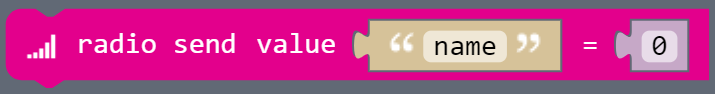 radio send value “ name ” = 0